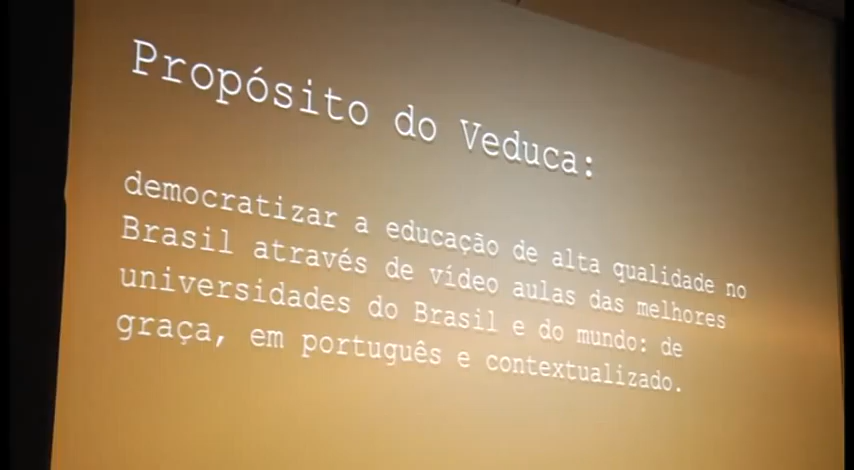 Propósito do Veduca:
democratizar a educação de alta qualidade no
Brasil através de vídeo aulas das melhores
universidades do Brasil e do mundo: de
graça, em português e contextualizado.